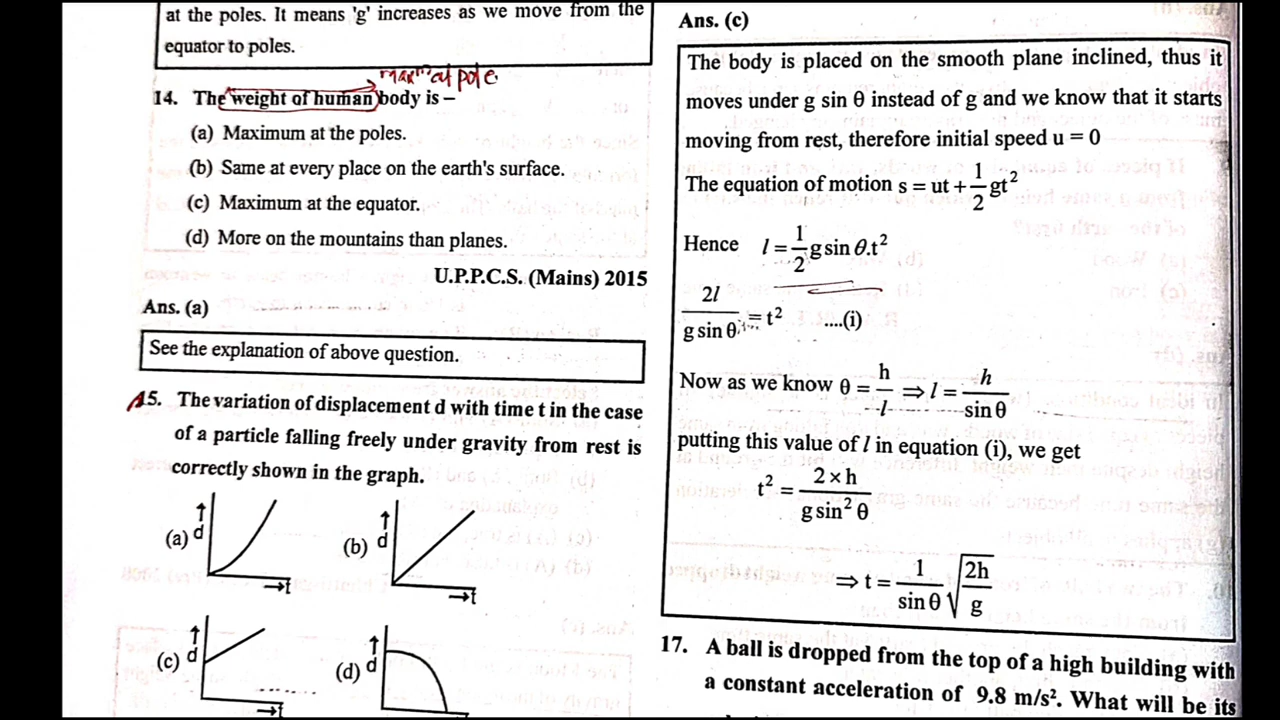 at the poles. It means 'g' increases as we move from the
equator to poles.
14. The weight of human body is –
(a) Maximum at the poles.
(b) Same at every place on the earth's surface.
(c) Maximum at the equator.
(d) More on the mountains than planes.
U.P.P.C.S. (Mains) 2015
Ans. (a)
See the explanation of above question.
15. The variation of displacement d with time t in the case
of a particle falling freely under gravity from rest is
correctly shown in the graph.
(a) d t
(b) d t
(c) d t
(d) d
Ans. (c)
The body is placed on the smooth plane inclined, thus it
moves under g sin θ instead of g and we know that it starts
moving from rest, therefore initial speed u = 0
The equation of motion s = ut + 1/2 gt²
Hence l = 1/2 g sin θ.t²
2l / g sin θ = t² ....(i)
Now as we know θ = h/l ⇒ l = h / sin θ
putting this value of l in equation (i), we get
t² = 2 × h / g sin² θ
⇒ t = 1 / sin θ √ 2h / g
17. A ball is dropped from the top of a high building with
a constant acceleration of 9.8 m/s². What will be its